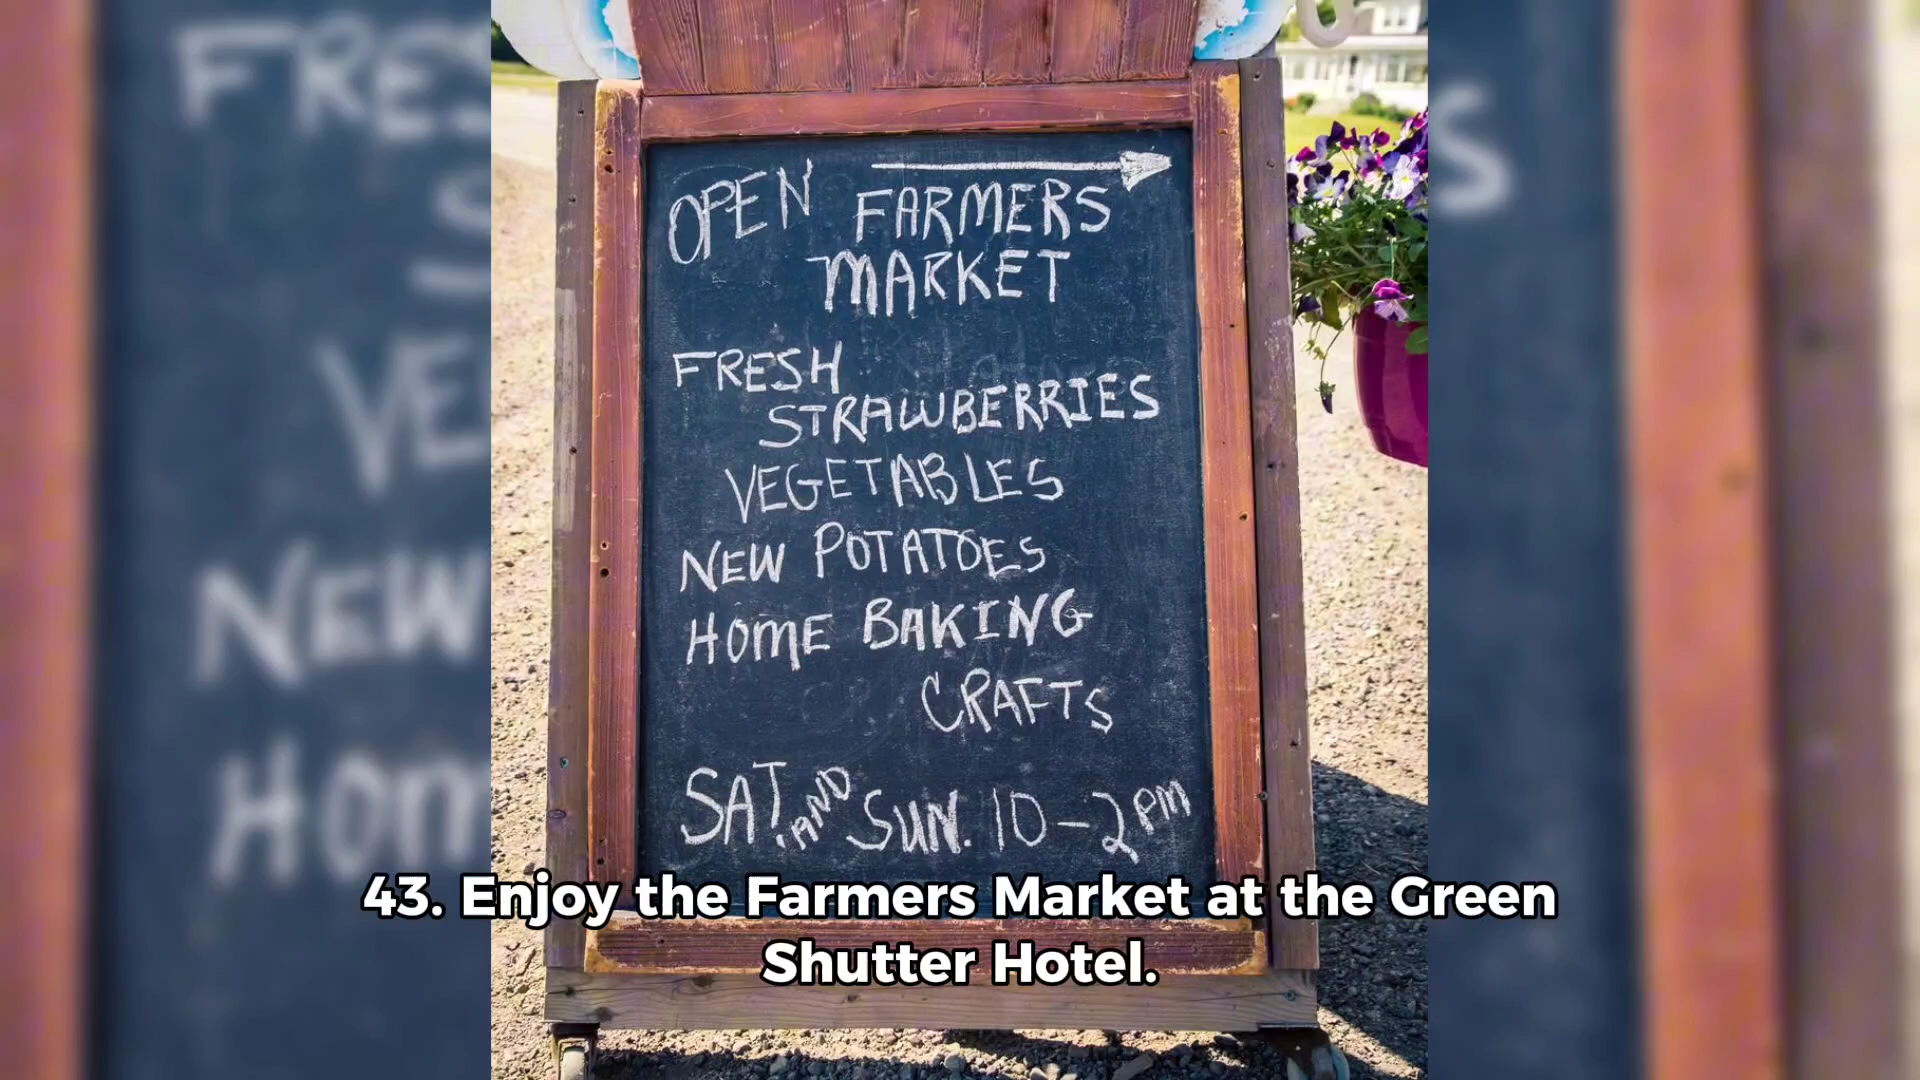 OPEN FARMERS
MARKET
FRESH
STRAWBERRIES
VEGETABLES
NEW POTATOES
HOME BAKING
CRAFTS
SAT. AND SUN. 10-2PM
43. Enjoy the Farmers Market at the Green
Shutter Hotel.